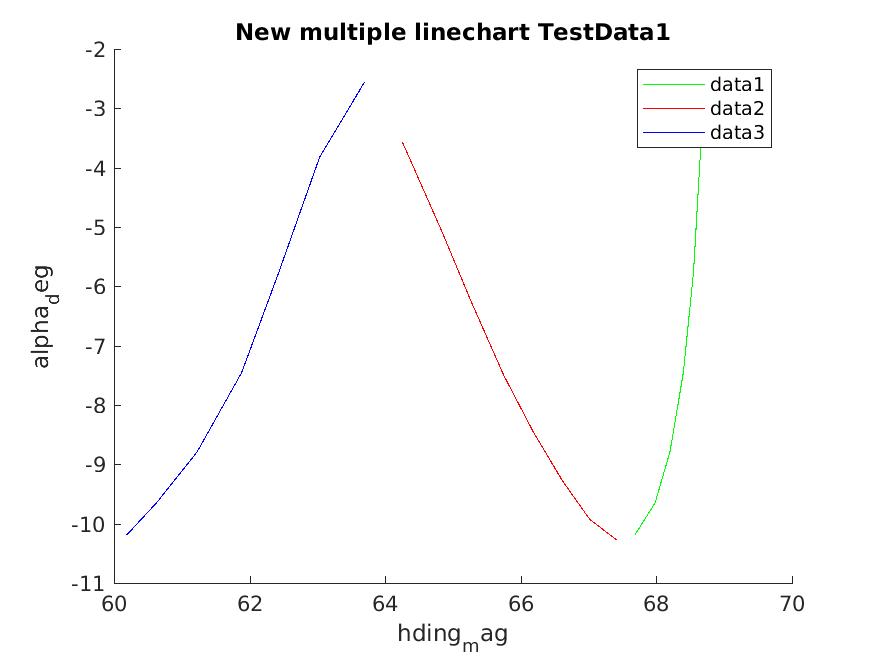 New multiple linechart TestData1
-2
-3
-4
-5
-6
-7
-8
-9
-10
-11
alpha_deg
data1
data2
data3
60 62 64 66 68 70
hding_mag